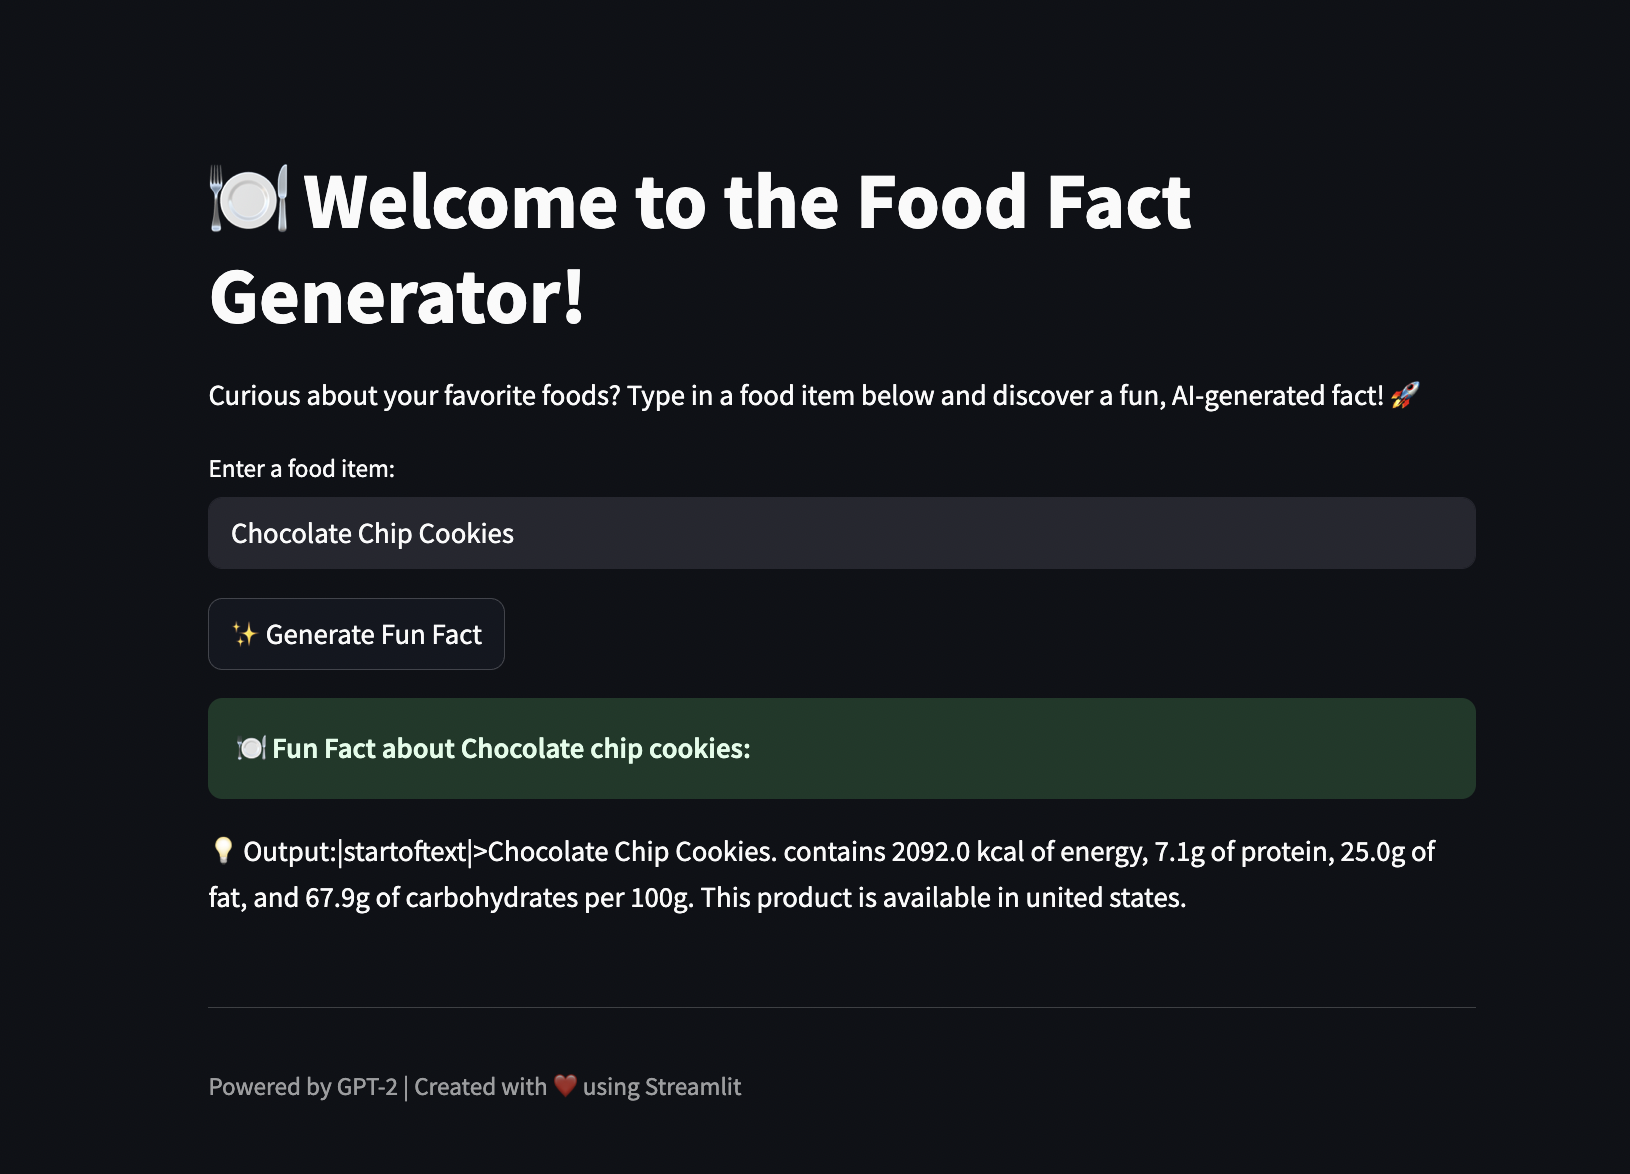 🍽️ Welcome to the Food Fact
Generator!
Curious about your favorite foods? Type in a food item below and discover a fun, AI-generated fact! 🚀
Enter a food item:
Chocolate Chip Cookies
✨ Generate Fun Fact
🍽️ Fun Fact about Chocolate chip cookies:
💡 Output:|startoftext|>Chocolate Chip Cookies. contains 2092.0 kcal of energy, 7.1g of protein, 25.0g of
fat, and 67.9g of carbohydrates per 100g. This product is available in united states.
Powered by GPT-2 | Created with ❤️ using Streamlit